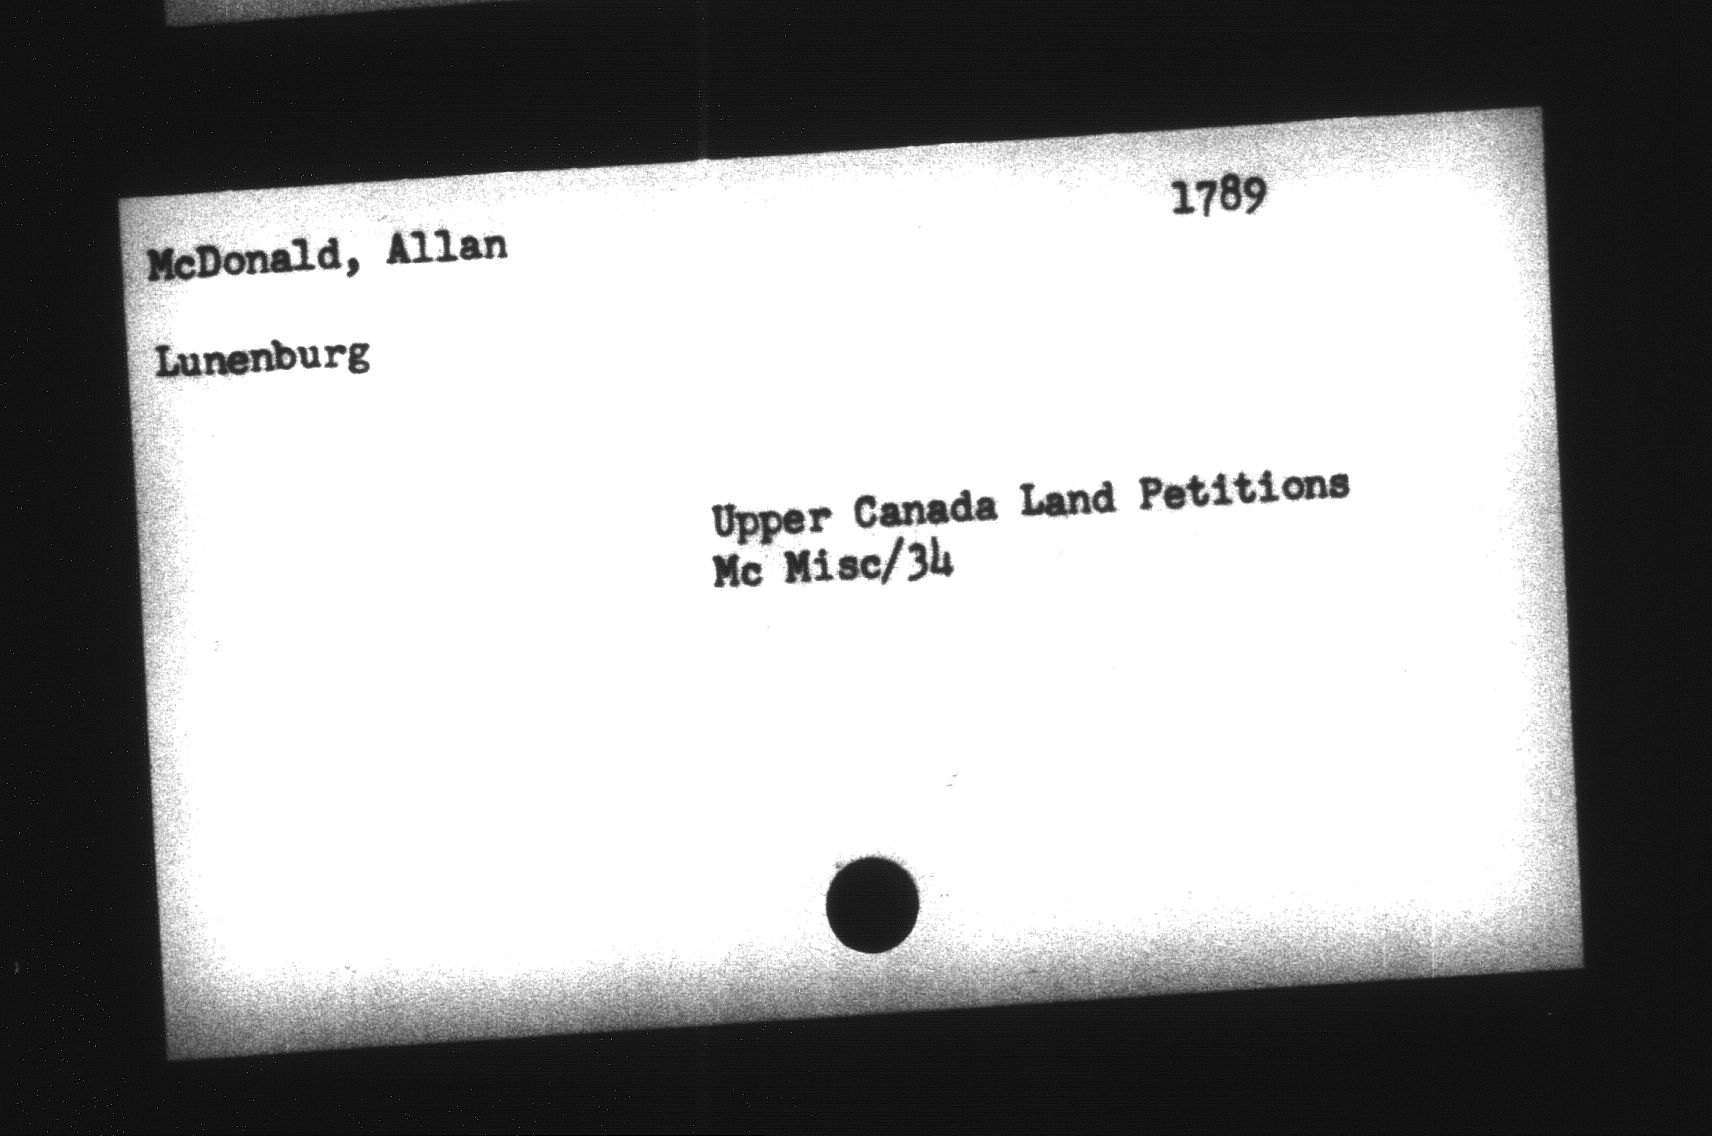 1789
McDonald, Allan
Lunenburg
Upper Canada Land Petitions
Mc Misc/34